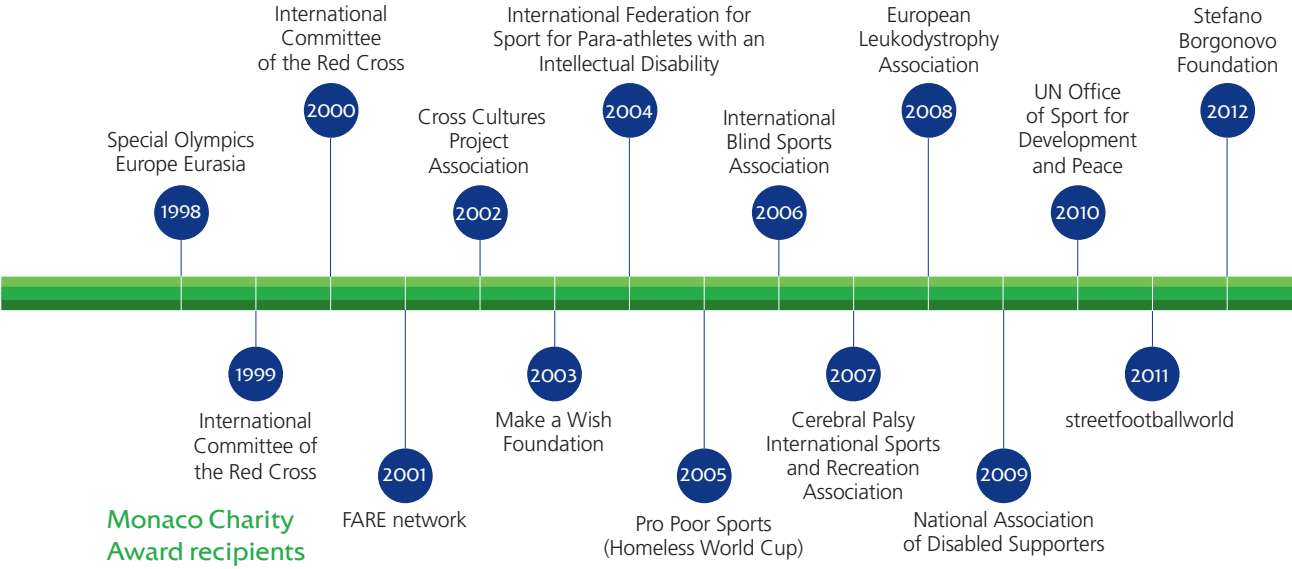 Special Olympics
Europe Eurasia
1998
International
Committee of
the Red Cross
1999
International
Committee
of the Red Cross
2000
FARE network
2001
Cross Cultures
Project
Association
2002
Make a Wish
Foundation
2003
International Federation for
Sport for Para-athletes with an
Intellectual Disability
2004
Pro Poor Sports
(Homeless World Cup)
2005
International
Blind Sports
Association
2006
Cerebral Palsy
International Sports
and Recreation
Association
2007
European
Leukodystrophy
Association
2008
National Association
of Disabled Supporters
2009
UN Office
of Sport for
Development
and Peace
2010
streetfootballworld
2011
Stefano
Borgonovo
Foundation
2012
Monaco Charity
Award recipients